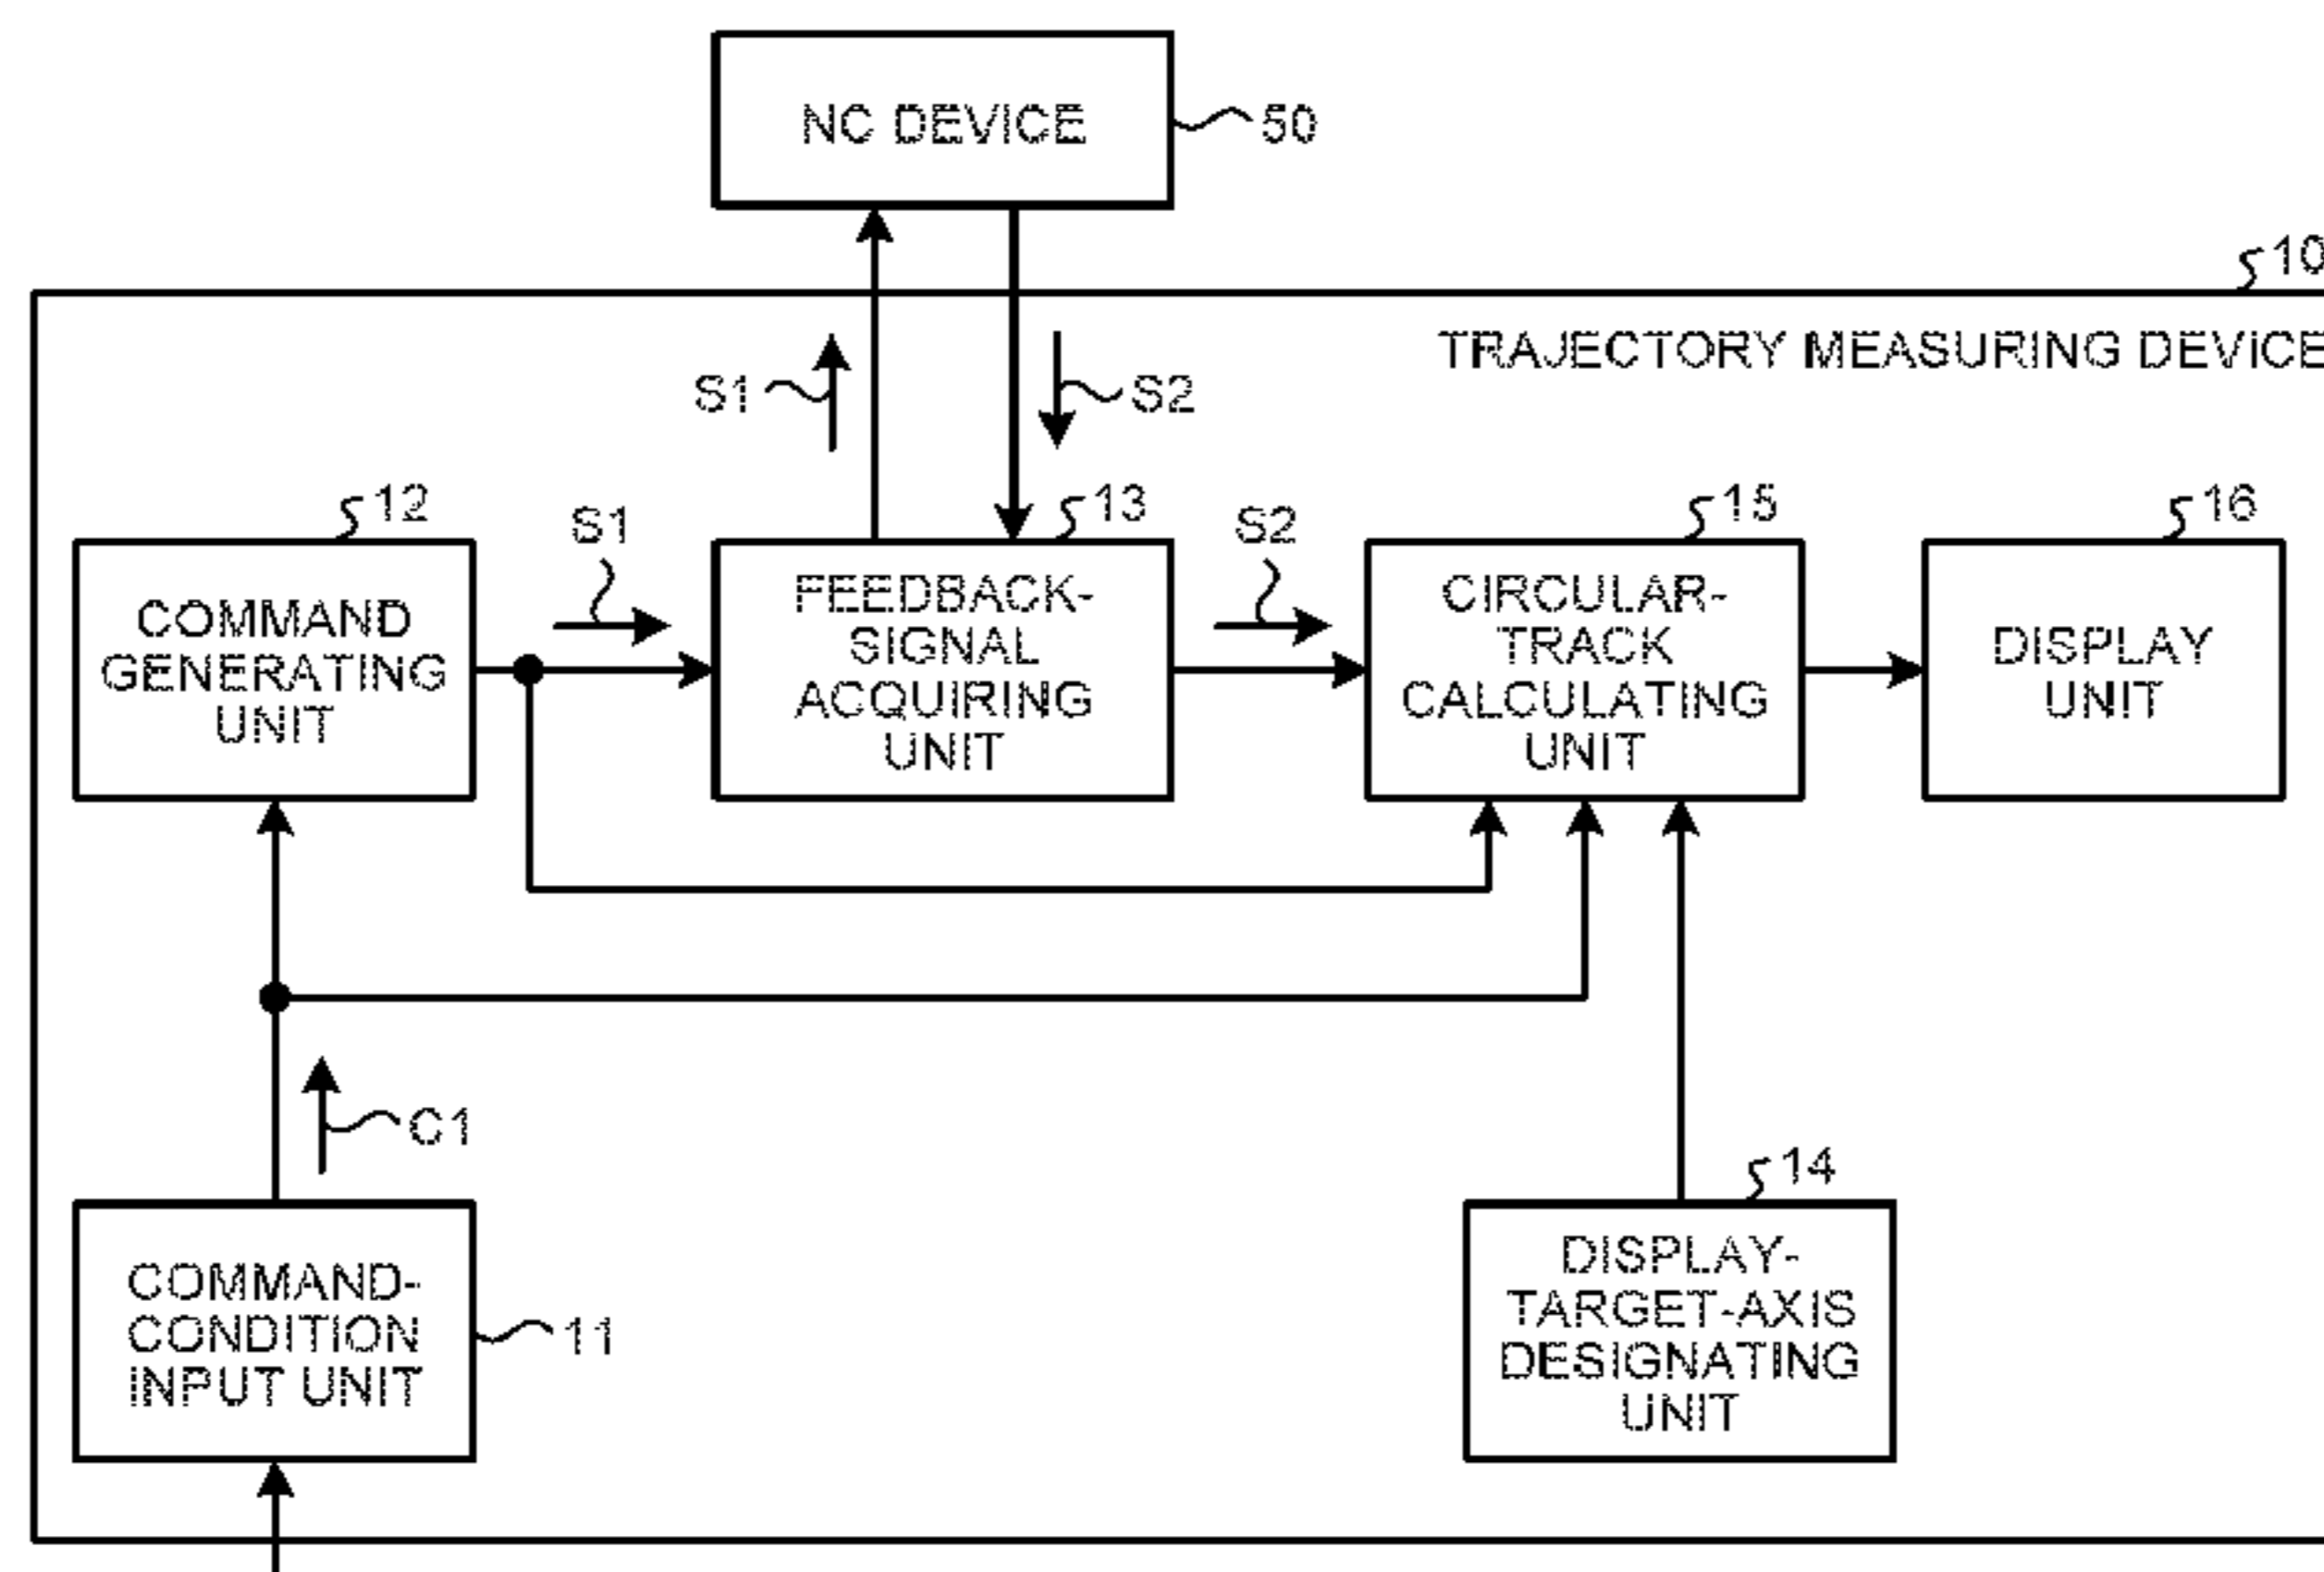 NC DEVICE
50
10
TRAJECTORY MEASURING DEVICE
S1
S2
12
S1
13
S2
15
16
COMMAND
GENERATING
UNIT
FEEDBACK-
SIGNAL
ACQUIRING
UNIT
CIRCULAR-
TRACK
CALCULATING
UNIT
DISPLAY
UNIT
C1
14
COMMAND-
CONDITION
INPUT UNIT
11
DISPLAY-
TARGET-AXIS
DESIGNATING
UNIT